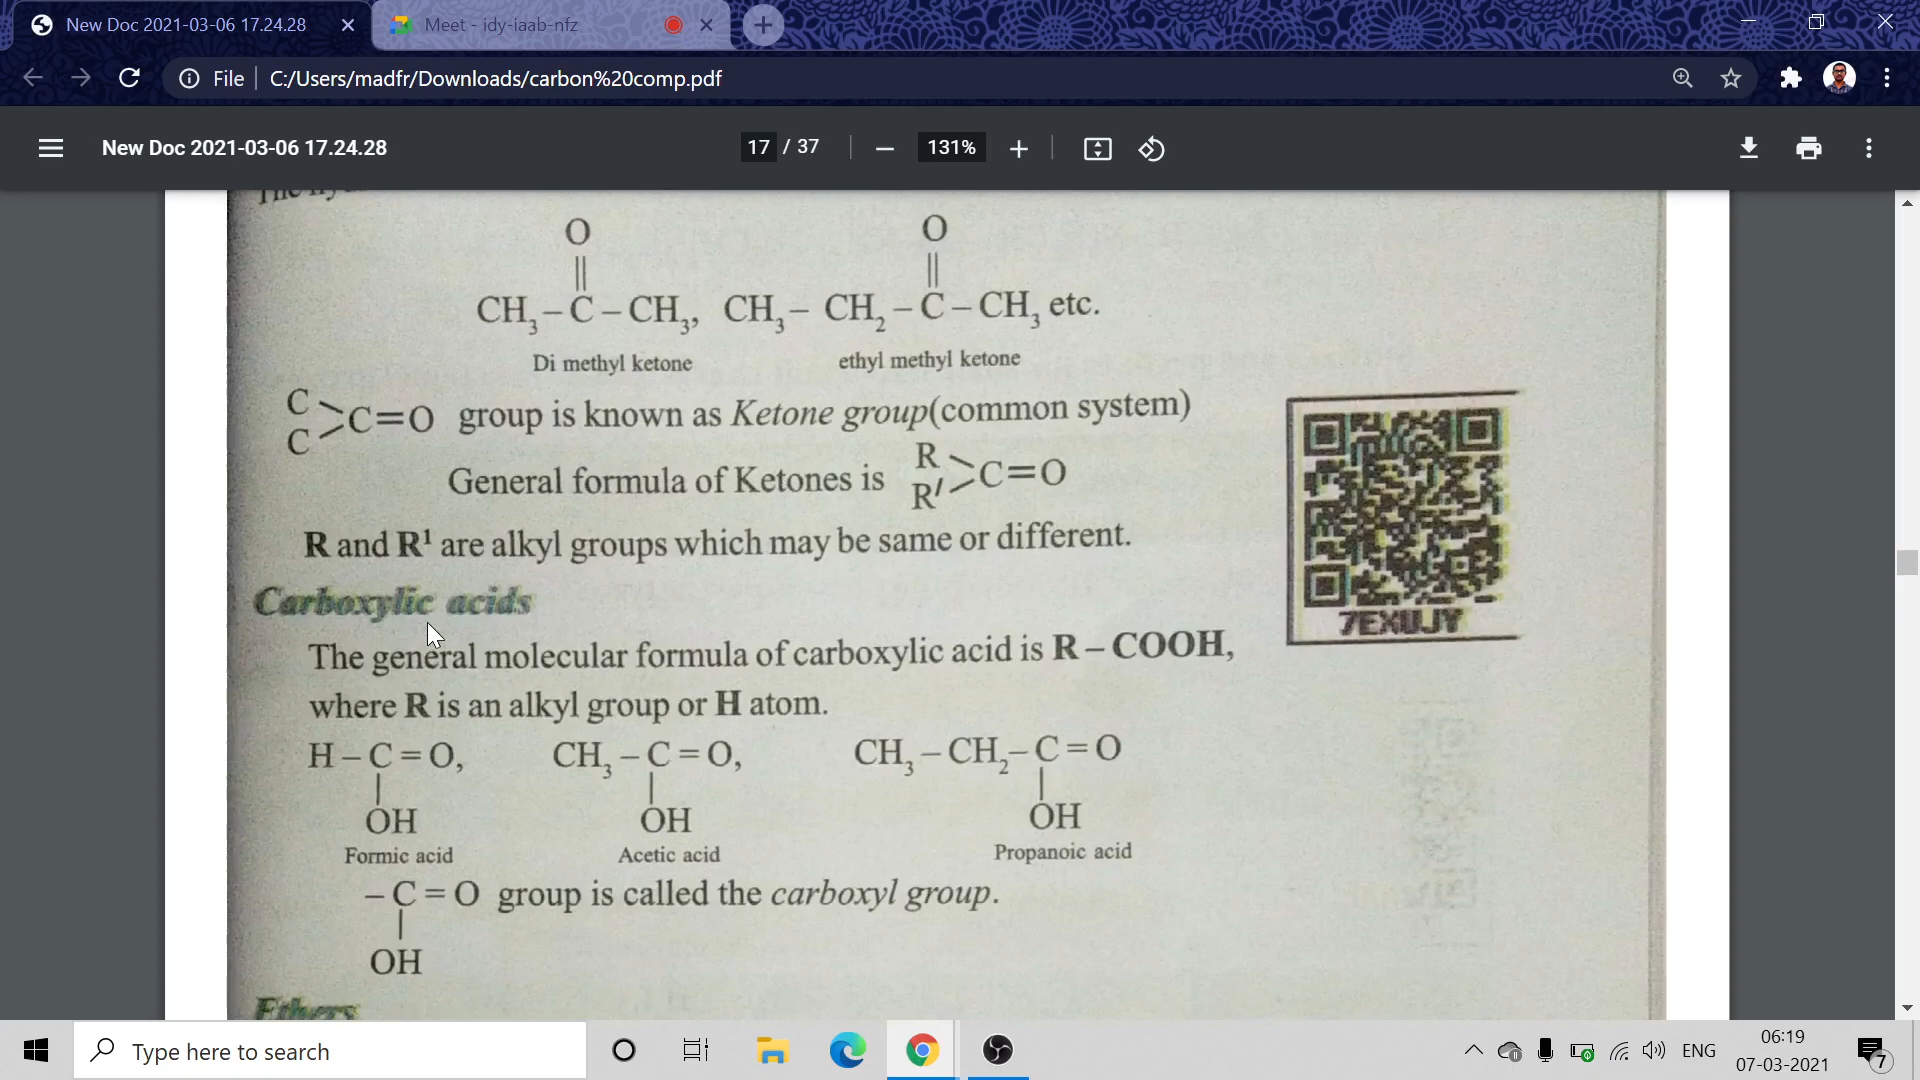 New Doc 2021-03-06 17.24.28
Meet - idy-iaab-nfz
File
C:/Users/madfr/Downloads/carbon%20comp.pdf
New Doc 2021-03-06 17.24.28
17 / 37
131%
O O
|| ||
CH₃ – C – CH₃, CH₃ – CH₂ – C – CH₃ etc.
Di methyl ketone ethyl methyl ketone
C
C > C=O group is known as Ketone group(common system)
General formula of Ketones is R R′ > C=O
R and R¹ are alkyl groups which may be same or different.
7EXUJY
Carboxylic acids
The general molecular formula of carboxylic acid is R – COOH,
where R is an alkyl group or H atom.
H – C = O, CH₃ – C = O, CH₃ – CH₂ – C = O
| | |
OH OH OH
Formic acid Acetic acid Propanoic acid
– C = O group is called the carboxyl group.
|
OH
Ethers
Type here to search
ENG
06:19
07-03-2021
7